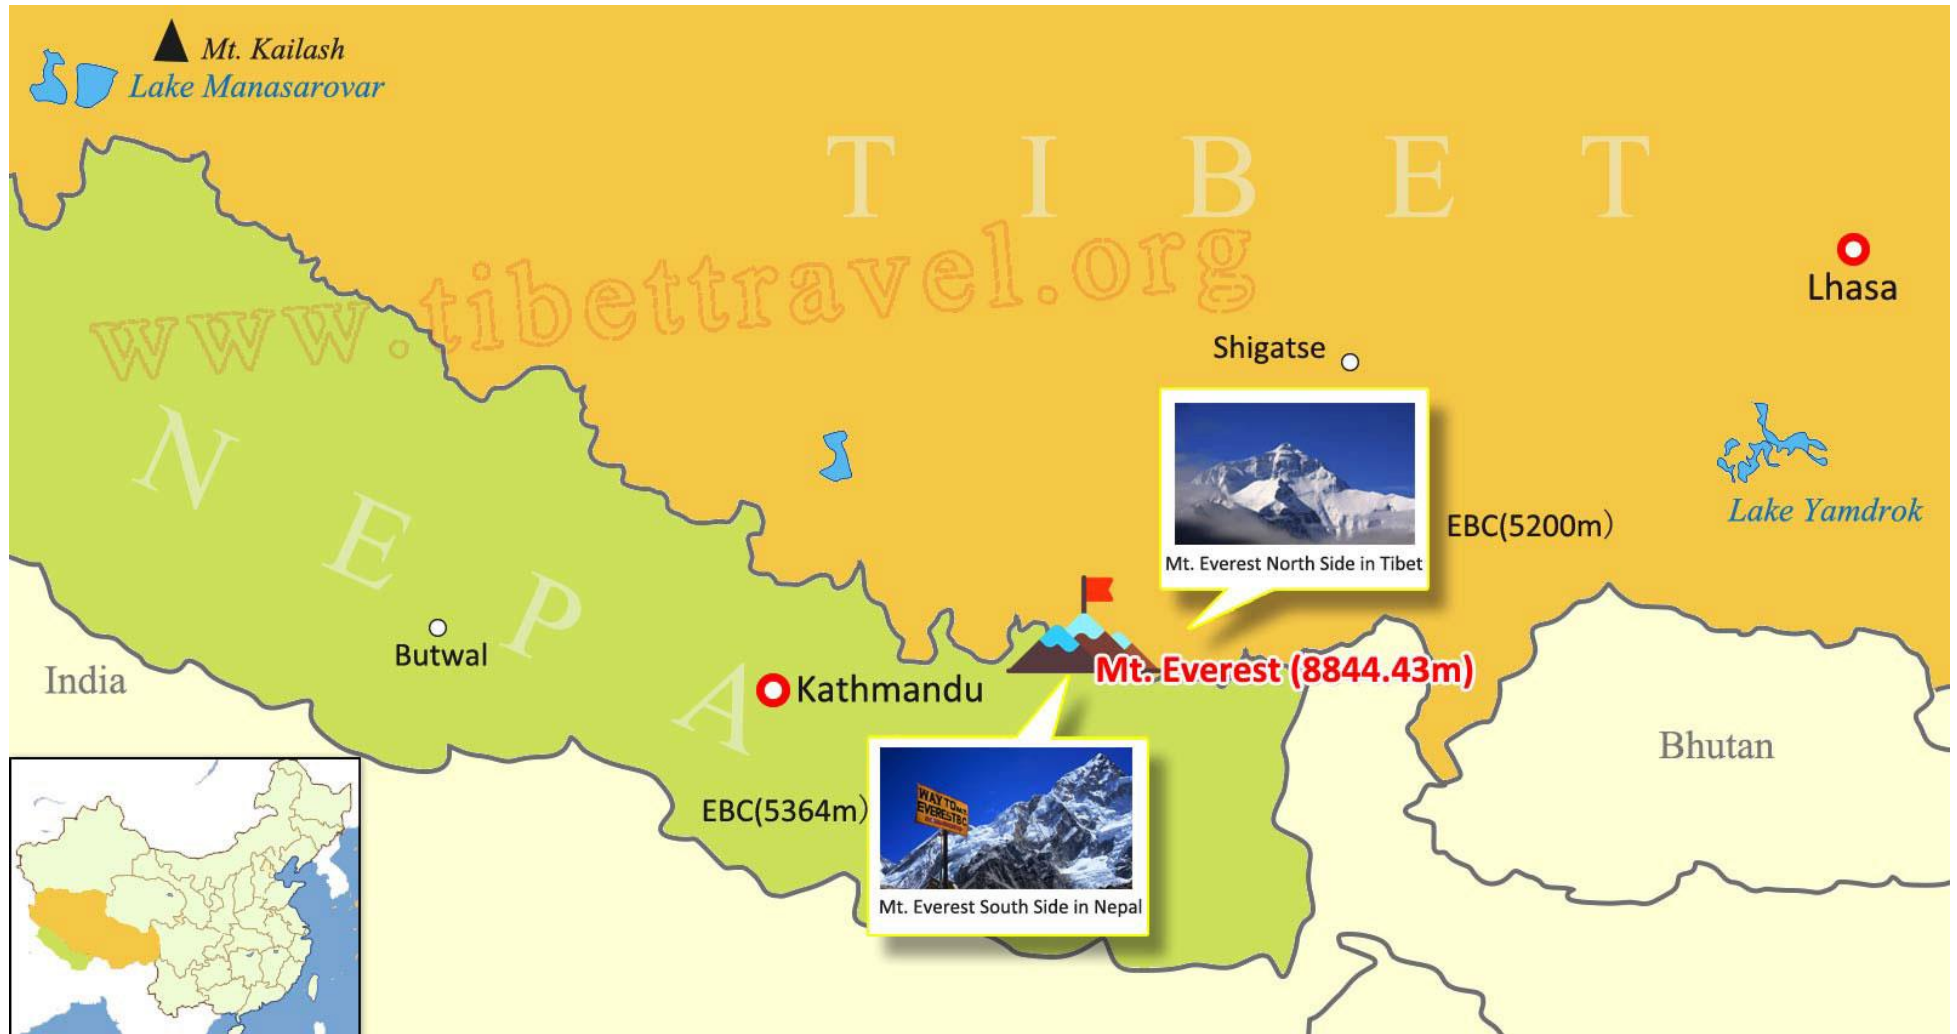 Mt. Kailash
Lake Manasarovar
TIBET
www.tibettravel.org
Lhasa
Shigatse
NEPA
Mt. Everest North Side in Tibet
EBC(5200m)
Lake Yamdrok
Butwal
India
Kathmandu
Mt. Everest (8844.43m)
Bhutan
EBC(5364m)
WAY TO MT.
EVEREST B.C
Mt. Everest South Side in Nepal